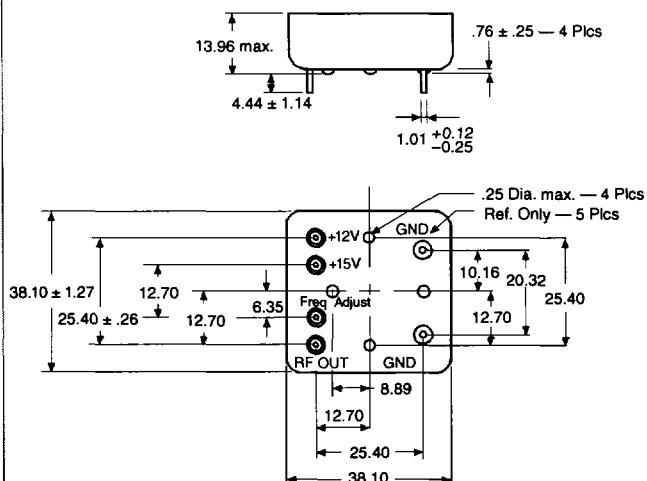 13.96 max.
.76 ± .25 — 4 Plcs
4.44 ± 1.14
1.01 +0.12
−0.25
.25 Dia. max. — 4 Plcs
Ref. Only — 5 Plcs
+12V
GND
+15V
10.16
20.32
38.10 ± 1.27
12.70
6.35
Freq Adjust
25.40
25.40 ± .26
12.70
12.70
RF OUT
GND
8.89
12.70
25.40
38.10